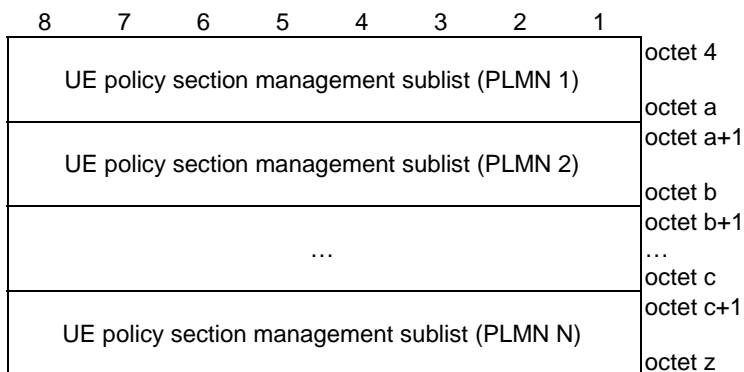 8 7 6 5 4 3 2 1
octet 4
UE policy section management sublist (PLMN 1)
octet a
octet a+1
UE policy section management sublist (PLMN 2)
octet b
octet b+1
… …
octet c
octet c+1
UE policy section management sublist (PLMN N)
octet z